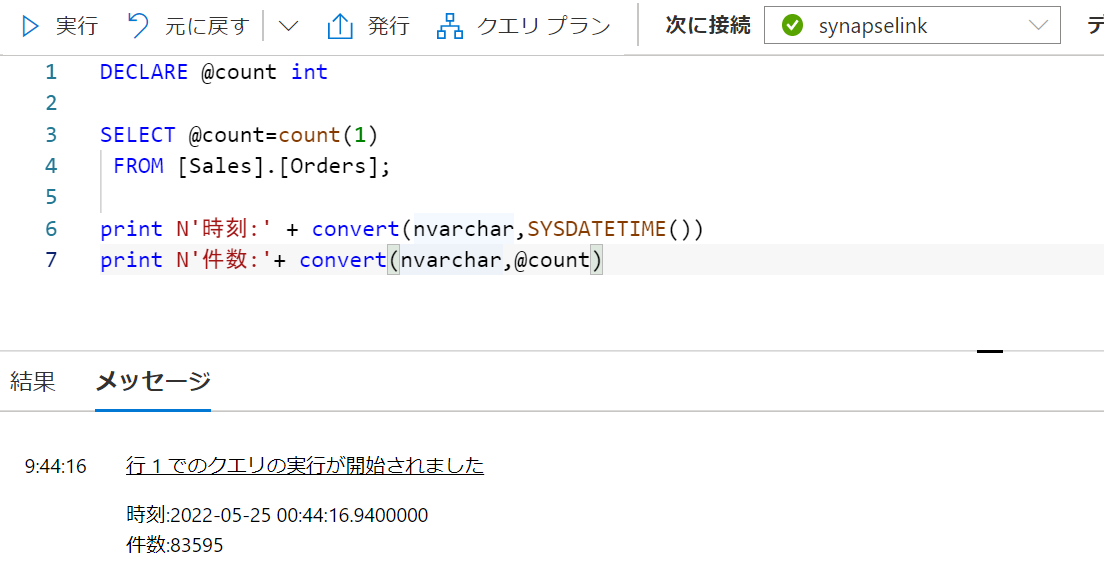 実行 元に戻す 発行 クエリ プラン 次に接続 synapselink デ
1 DECLARE @count int
2
3 SELECT @count=count(1)
4 FROM [Sales].[Orders];
5
6 print N'時刻:' + convert(nvarchar,SYSDATETIME())
7 print N'件数:'+ convert(nvarchar,@count)
結果 メッセージ
9:44:16 行 1 でのクエリの実行が開始されました
時刻:2022-05-25 00:44:16.9400000
件数:83595